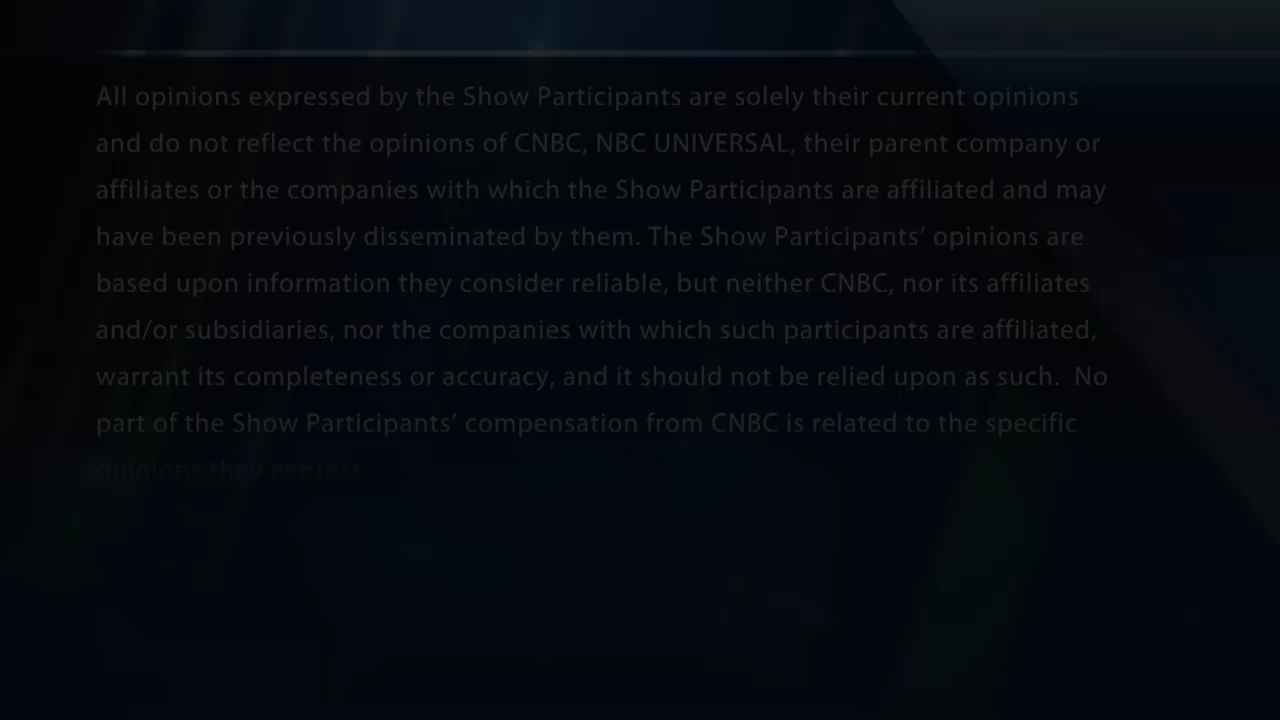 All opinions expressed by the Show Participants are solely their current opinions
and do not reflect the opinions of CNBC, NBC UNIVERSAL, their parent company or
affiliates or the companies with which the Show Participants are affiliated and may
have been previously disseminated by them. The Show Participants’ opinions are
based upon information they consider reliable, but neither CNBC, nor its affiliates
and/or subsidiaries, nor the companies with which such participants are affiliated,
warrant its completeness or accuracy, and it should not be relied upon as such.  No
part of the Show Participants’ compensation from CNBC is related to the specific
opinions they express